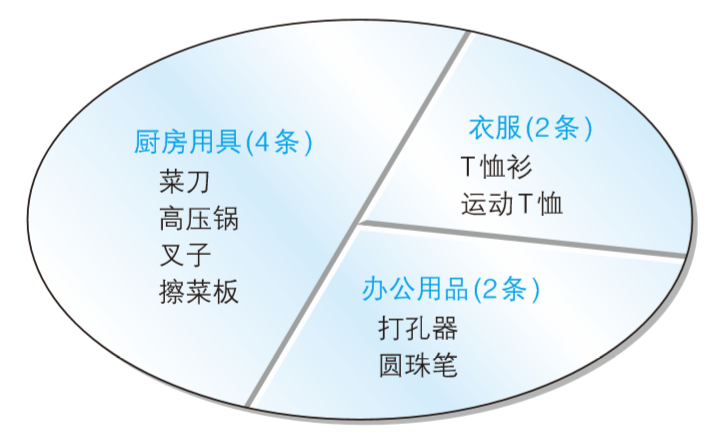 厨房用具(4条)
菜刀
高压锅
叉子
擦菜板
衣服(2条)
T恤衫
运动T恤
办公用品(2条)
打孔器
圆珠笔